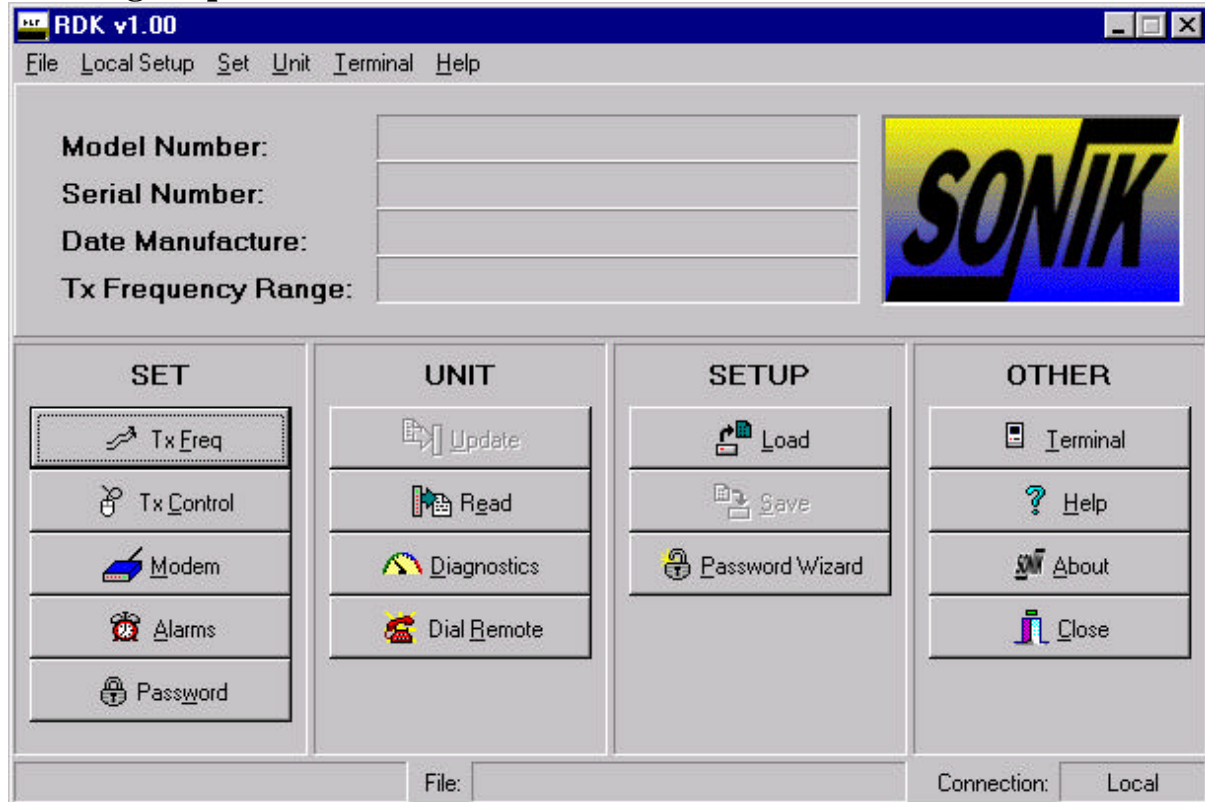 RDK v1.00
File Local Setup Set Unit Terminal Help
Model Number:
Serial Number:
Date Manufacture:
Tx Frequency Range:
SONIK
SET
Tx Freq
Tx Control
Modem
Alarms
Password
UNIT
Update
Read
Diagnostics
Dial Remote
SETUP
Load
Save
Password Wizard
OTHER
Terminal
Help
About
Close
File:
Connection: Local